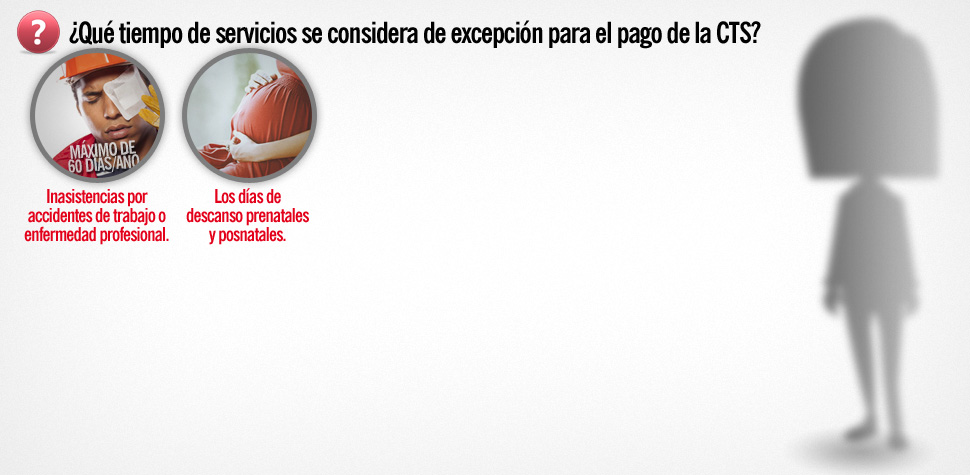 ?
¿Qué tiempo de servicios se considera de excepción para el pago de la CTS?
MÁXIMO DE
60 DÍAS/AÑO
Inasistencias por
accidentes de trabajo o
enfermedad profesional.
Los días de
descanso prenatales
y posnatales.